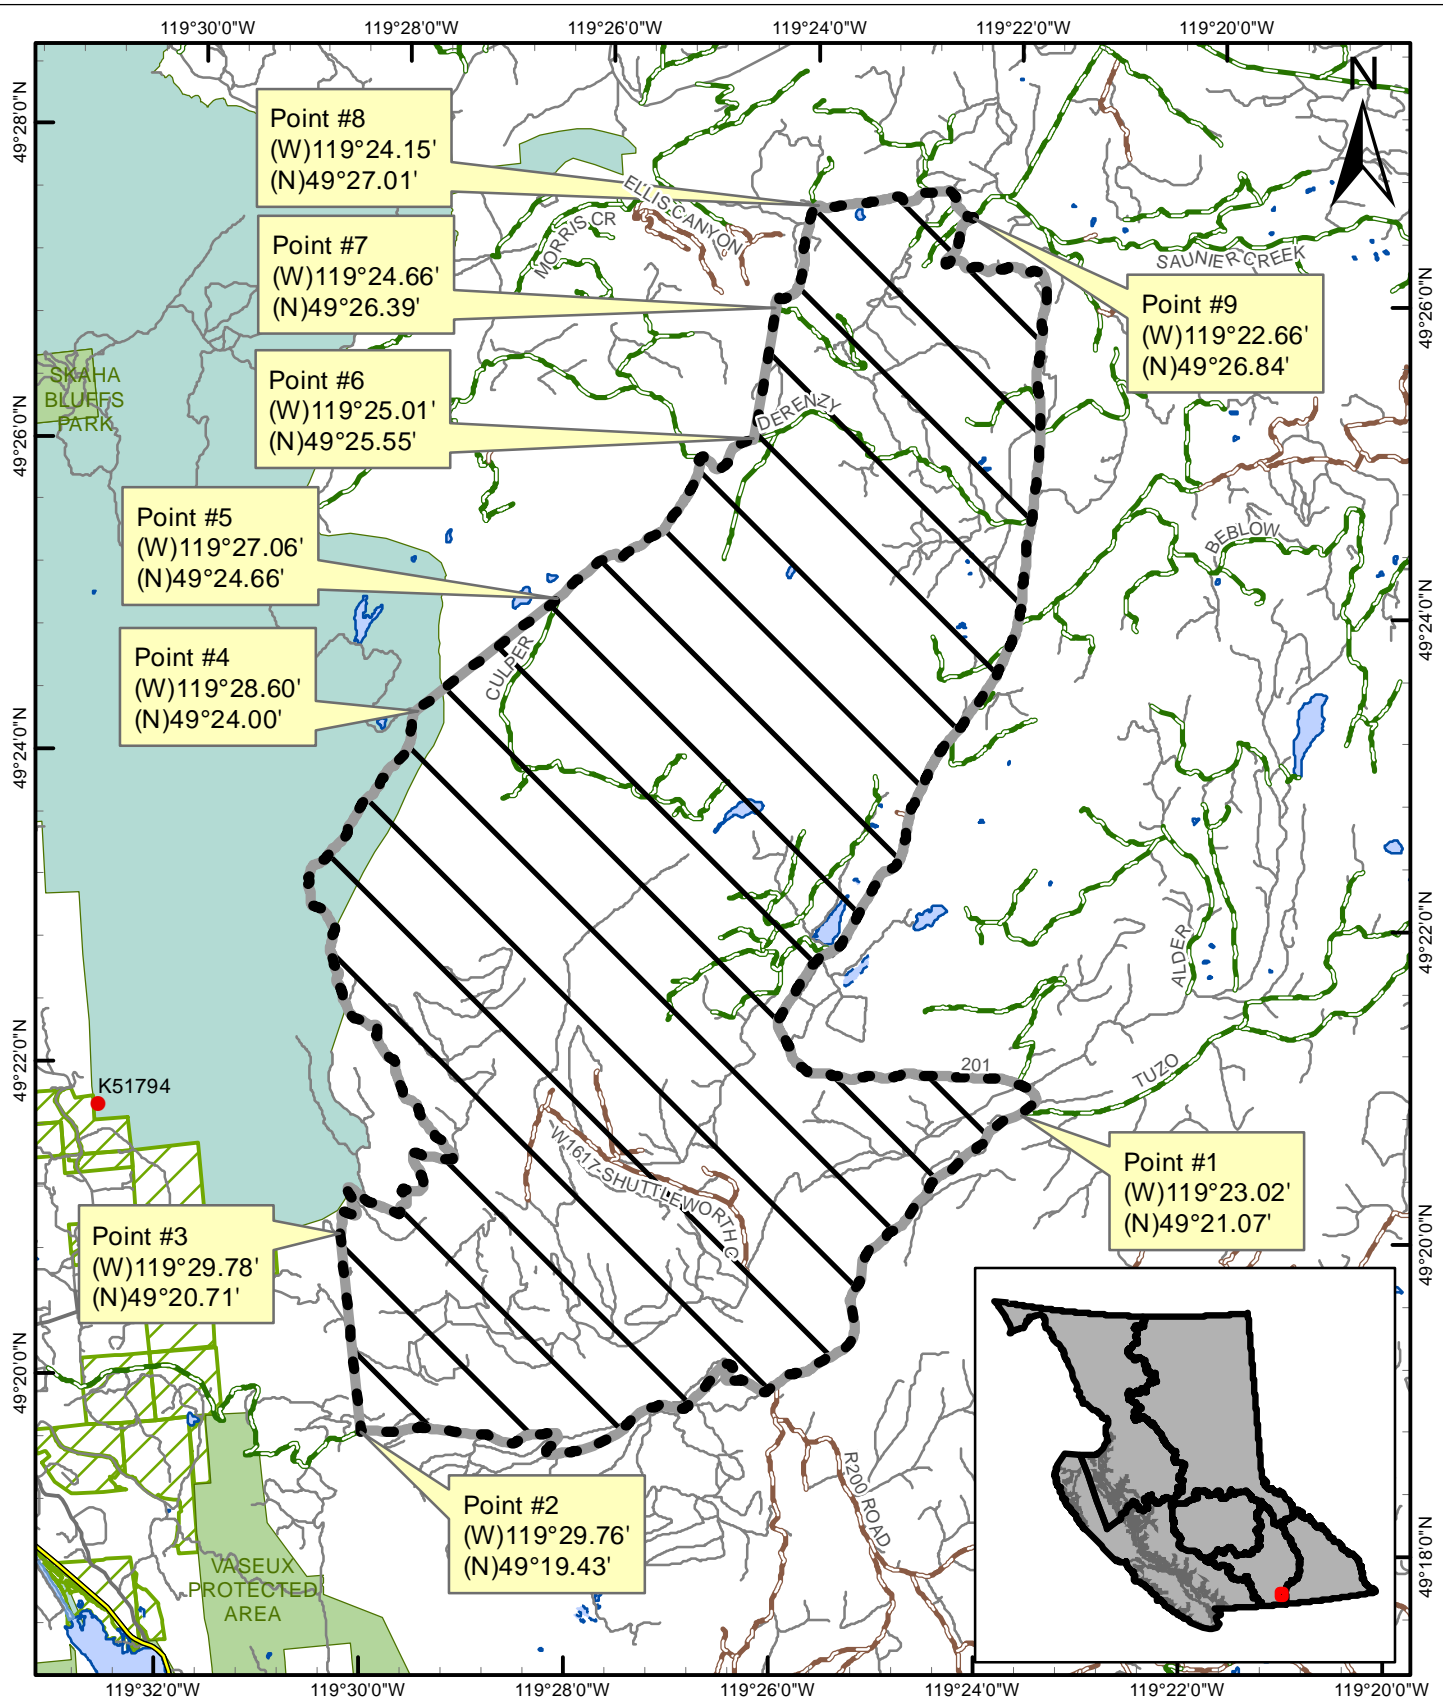 119°30'0"W
119°28'0"W
119°26'0"W
119°24'0"W
119°22'0"W
119°20'0"W
N
49°28'0"N
Point #8
(W)119°24.15'
(N)49°27.01'
ELLIS CANYON
MORRIS CR
Point #7
(W)119°24.66'
(N)49°26.39'
SAUNIER CREEK
Point #9
(W)119°22.66'
(N)49°26.84'
49°26'0"N
SKAHA
BLUFFS
PARK
Point #6
(W)119°25.01'
(N)49°25.55'
DERENZY
49°26'0"N
Point #5
(W)119°27.06'
(N)49°24.66'
BEBLOW
49°24'0"N
Point #4
(W)119°28.60'
(N)49°24.00'
CULPER
49°24'0"N
49°22'0"N
ALDER
49°22'0"N
K51794
201
TUZO
W1617-SHUTTLEWORTH C
Point #1
(W)119°23.02'
(N)49°21.07'
Point #3
(W)119°29.78'
(N)49°20.71'
49°20'0"N
49°20'0"N
R200 ROAD
Point #2
(W)119°29.76'
(N)49°19.43'
VASEUX
PROTECTED
AREA
49°18'0"N
119°32'0"W
119°30'0"W
119°28'0"W
119°26'0"W
119°24'0"W
119°22'0"W
119°20'0"W